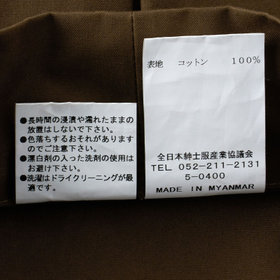 ●長時間の浸漬や濡れたままの
放置はしないで下さい。
●色落ちするおそれがありますの
でご注意下さい。
●漂白剤の入った洗剤の使用は
お避け下さい。
●洗濯はドライクリーニングが最
適です。
表地 コットン 100%
全日本紳士服産業協議会
TEL 052-211-2131
5-0400
MADE IN MYANMAR